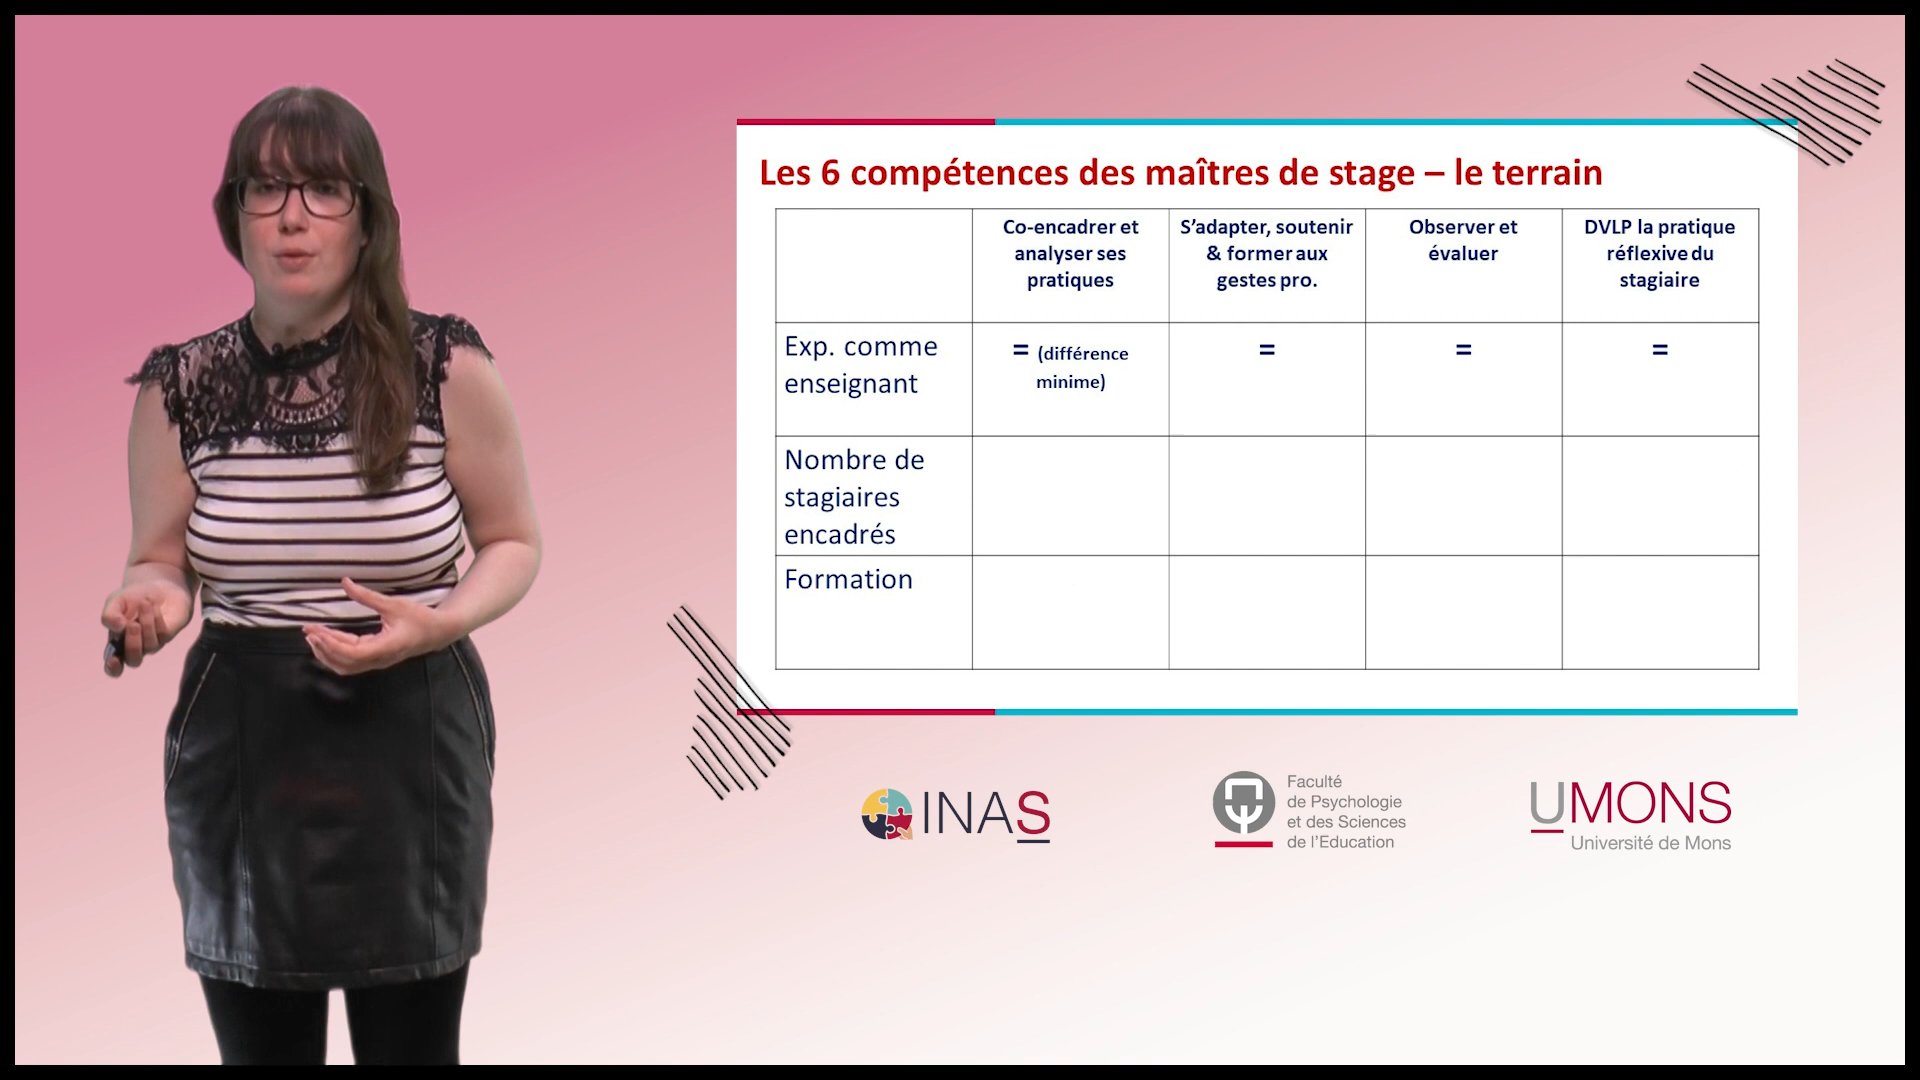 Les 6 compétences des maîtres de stage – le terrain
Co-encadrer et
analyser ses
pratiques
S’adapter, soutenir
& former aux
gestes pro.
Observer et
évaluer
DVLP la pratique
réflexive du
stagiaire
Exp. comme
enseignant
= (différence
minime)
=
=
=
Nombre de
stagiaires
encadrés
Formation
INAS
Faculté
de Psychologie
et des Sciences
de l'Education
UMONS
Université de Mons